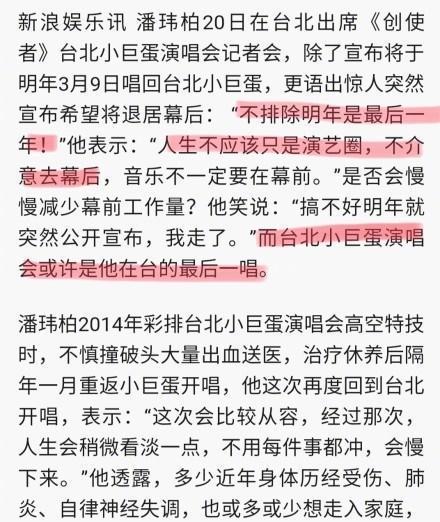 新浪娱乐讯 潘玮柏20日在台北出席《创使
者》台北小巨蛋演唱会记者会，除了宣布将于
明年3月9日唱回台北小巨蛋，更语出惊人突然
宣布希望将退居幕后：“不排除明年是最后一
年！”他表示：“人生不应该只是演艺圈，不介
意去幕后，音乐不一定要在幕前。”是否会慢
慢减少幕前工作量？他笑说：“搞不好明年就
突然公开宣布，我走了。”而台北小巨蛋演唱
会或许是他在台的最后一唱。
潘玮柏2014年彩排台北小巨蛋演唱会高空特技
时，不慎撞破头大量出血送医，治疗休养后隔
年一月重返小巨蛋开唱，他这次再度回到台北
开唱，表示：“这次会比较从容，经过那次，
人生会稍微看淡一点，不用每件事都冲，会慢
下来。”他透露，多少近年身体历经受伤、肺
炎、自律神经失调，也或多或少想走入家庭，